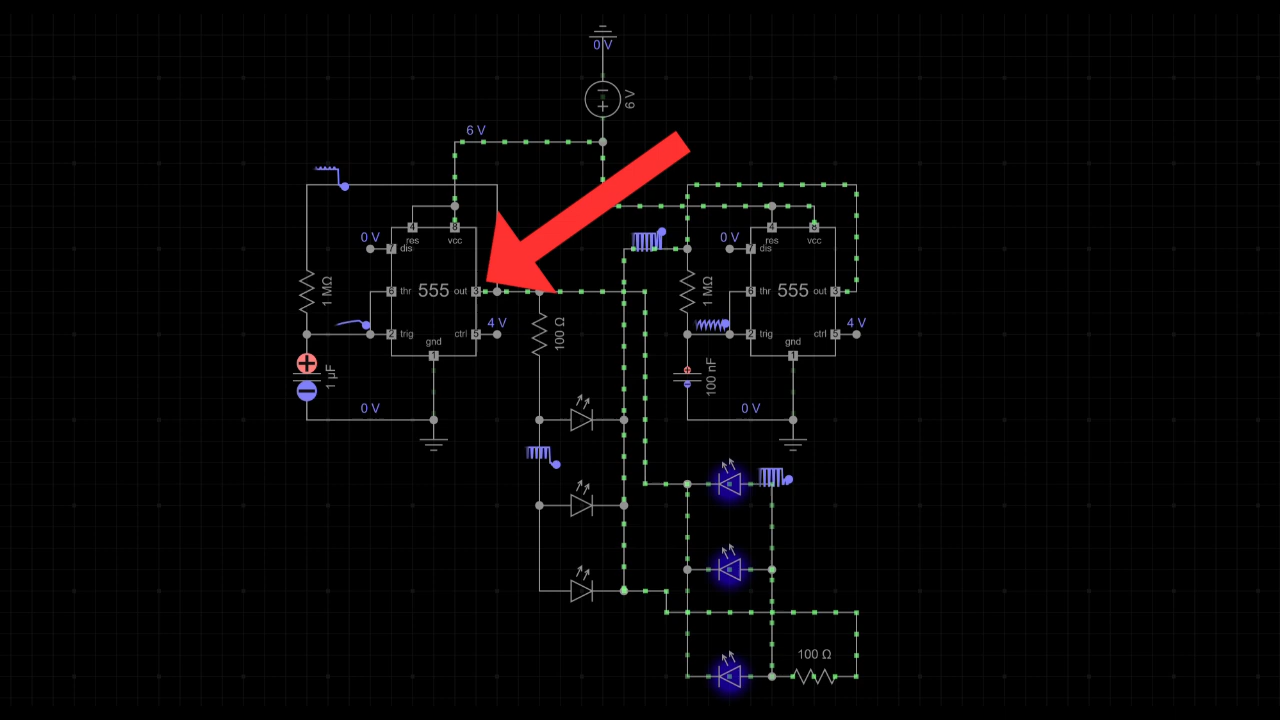 0 V
6 V
6 V
4
8
res
vcc
0 V
7
dis
1 MΩ
6
thr
555
out
3
2
trig
ctrl
5
4 V
gnd
1
1 µF
0 V
100 Ω
4
8
res
vcc
0 V
7
dis
1 MΩ
6
thr
555
out
3
2
trig
ctrl
5
4 V
gnd
1
100 nF
0 V
100 Ω